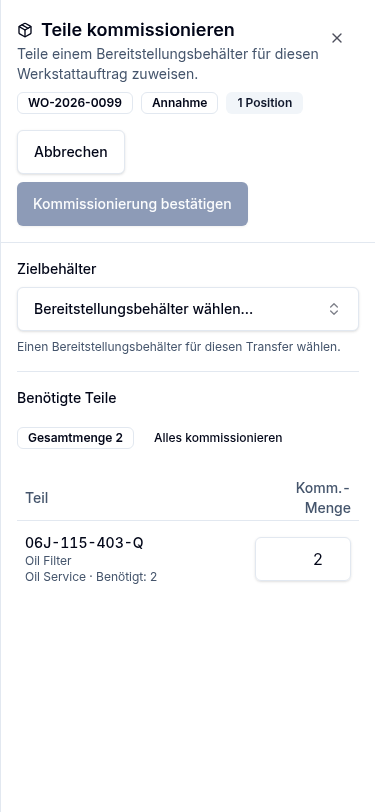 Teile kommissionieren
Teile einem Bereitstellungsbehälter für diesen
Werkstattauftrag zuweisen.
WO-2026-0099
Annahme
1 Position
Abbrechen
Kommissionierung bestätigen
Zielbehälter
Bereitstellungsbehälter wählen...
Einen Bereitstellungsbehälter für diesen Transfer wählen.
Benötigte Teile
Gesamtmenge 2
Alles kommissionieren
Teil
Komm.-
Menge
06J-115-403-Q
Oil Filter
Oil Service · Benötigt: 2
2